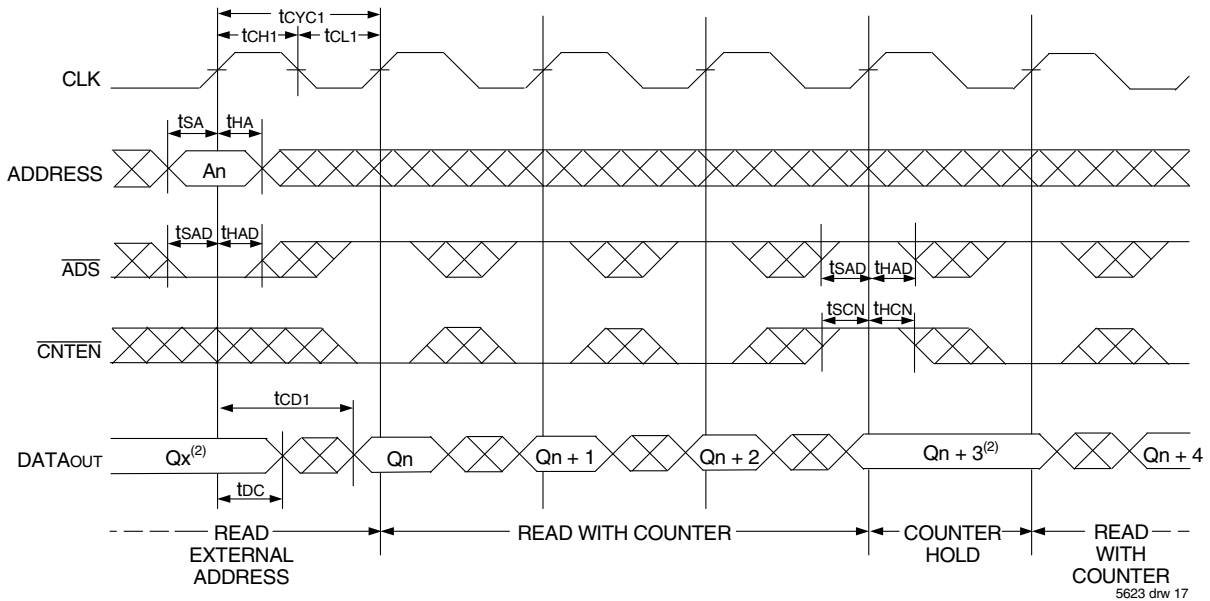 tCYC1
tCH1 tCL1
CLK
tSA tHA
ADDRESS An
tSAD tHAD
ADS
tSAD tHAD
tSCN tHCN
CNTEN
tCD1
DATAOUT Qx(2) Qn Qn + 1 Qn + 2 Qn + 3(2) Qn + 4
tDC
READ EXTERNAL ADDRESS
READ WITH COUNTER
COUNTER HOLD
READ WITH COUNTER
5623 drw 17